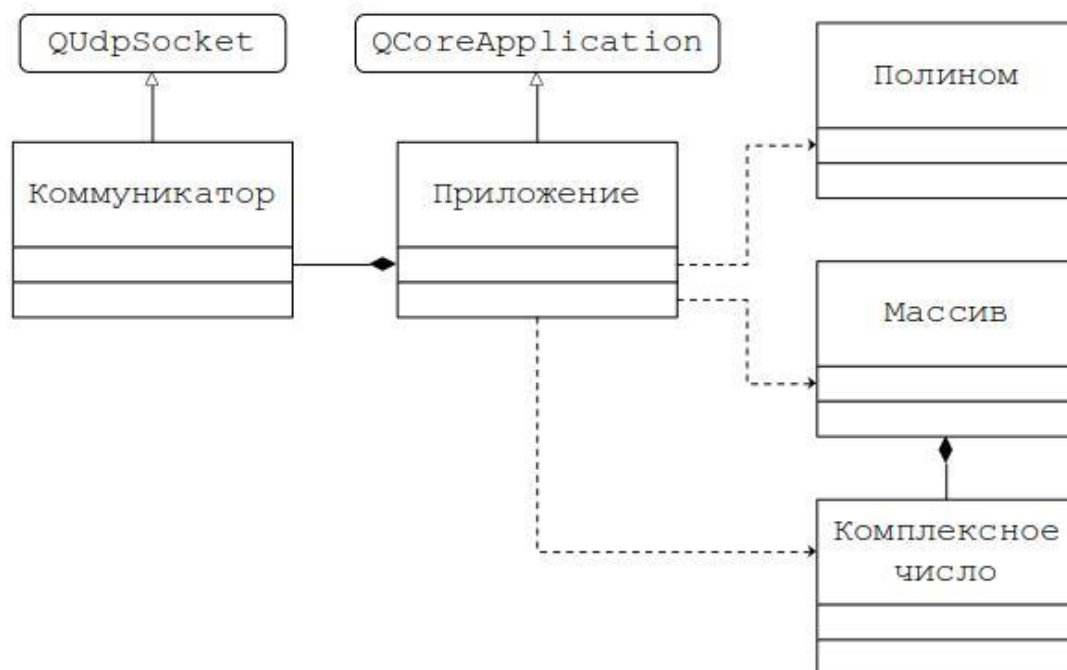 QUdpSocket
QCoreApplication
Полином
Коммуникатор
Приложение
Массив
Комплексное
число